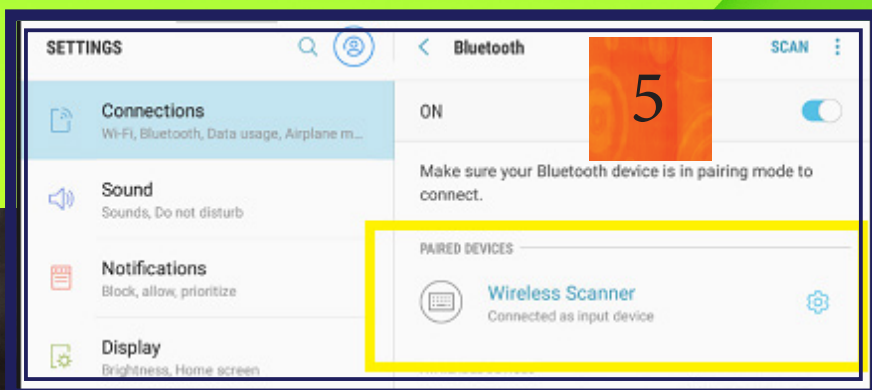 SETTINGS
Connections
Wi-Fi, Bluetooth, Data usage, Airplane m...
Sound
Sounds, Do not disturb
Notifications
Block, allow, prioritize
Display
Brightness, Home screen
Bluetooth
SCAN
5
ON
Make sure your Bluetooth device is in pairing mode to
connect.
PAIRED DEVICES
Wireless Scanner
Connected as input device